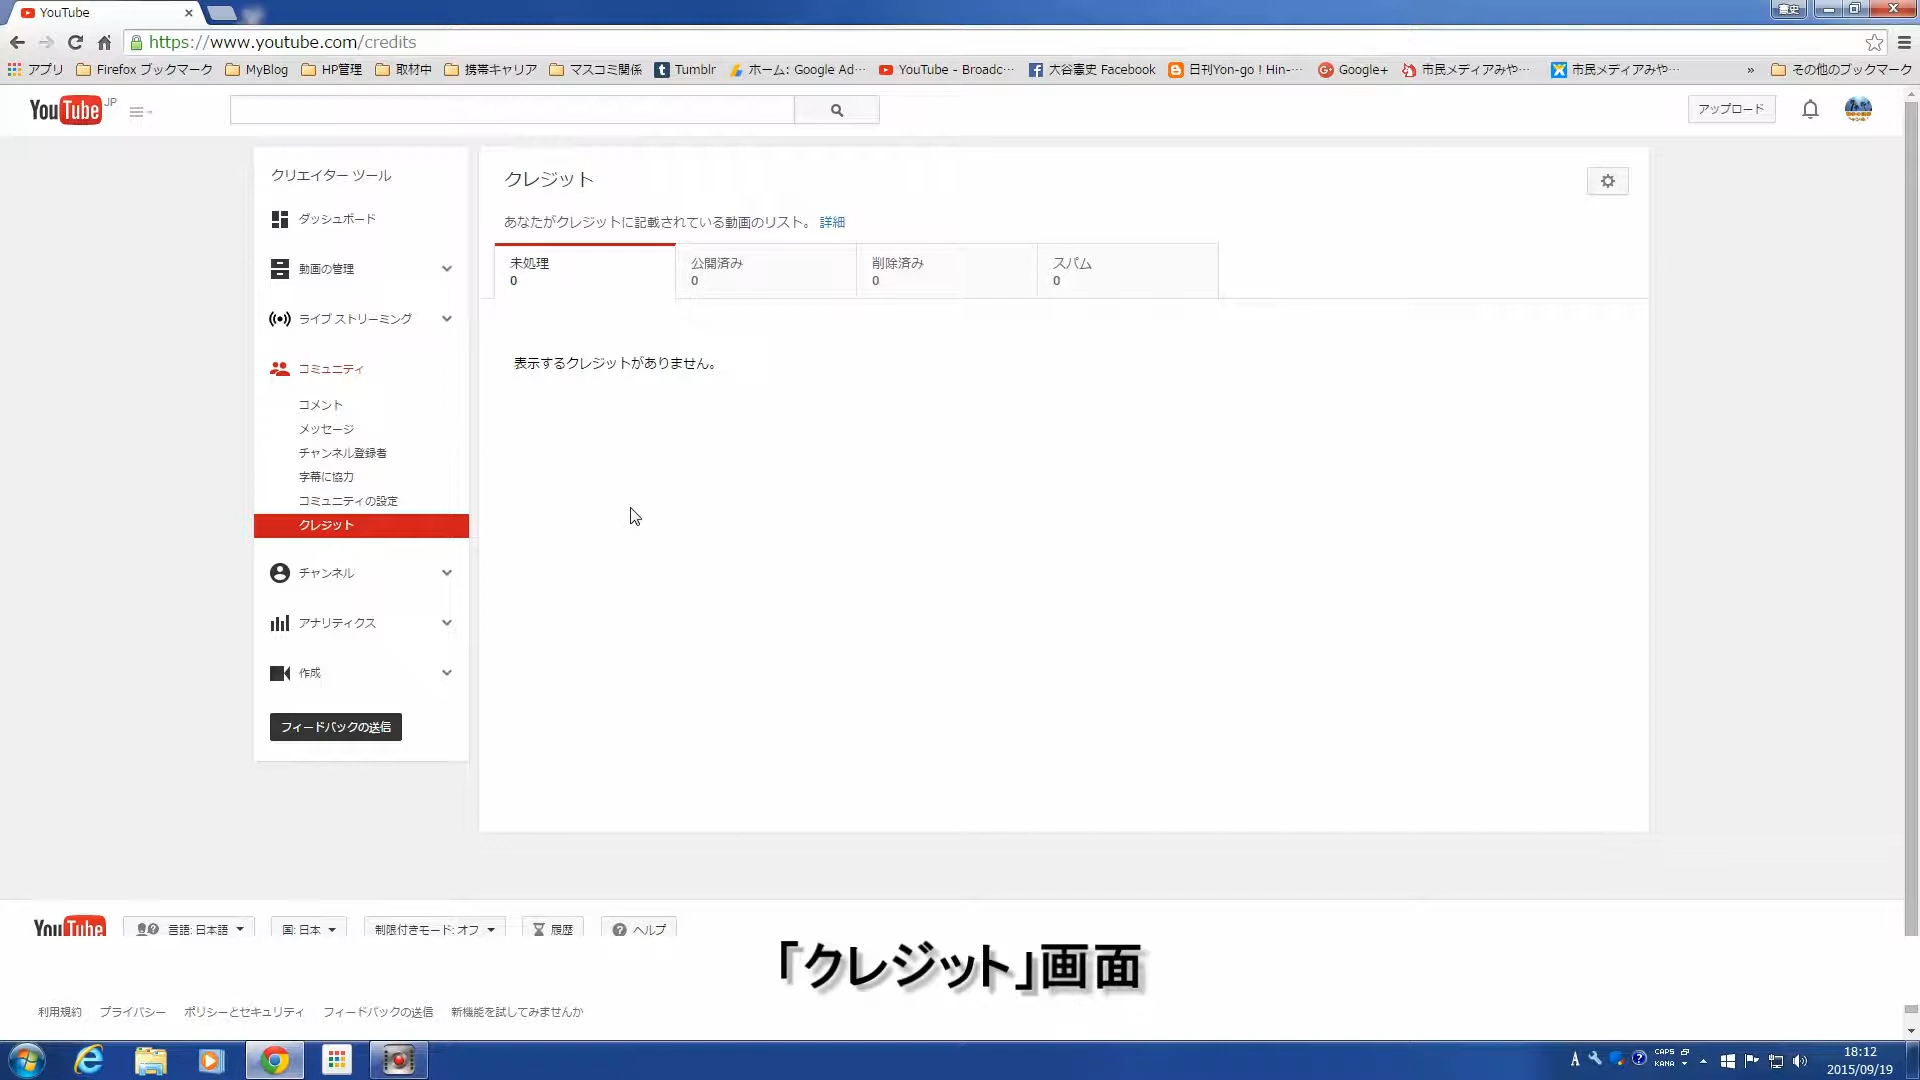 YouTube
憲史
https://www.youtube.com/credits
アプリ Firefox ブックマーク MyBlog HP管理 取材中 携帯キャリア マスコミ関係 Tumblr ホーム: Google Ad… YouTube - Broadc… 大谷憲史 Facebook 日刊Yon-go ! Hin-… Google+ 市民メディアみや… 市民メディアみや… » その他のブックマーク
YouTube JP
アップロード
クリエイター ツール
ダッシュボード
動画の管理
ライブ ストリーミング
コミュニティ
コメント
メッセージ
チャンネル登録者
字幕に協力
コミュニティの設定
クレジット
チャンネル
アナリティクス
作成
フィードバックの送信
クレジット
あなたがクレジットに記載されている動画のリスト。 詳細
未処理 公開済み 削除済み スパム
0 0 0 0
表示するクレジットがありません。
YouTube 言語: 日本語 国: 日本 制限付きモード: オフ 履歴 ヘルプ
「クレジット」画面
利用規約 プライバシー ポリシーとセキュリティ フィードバックの送信 新機能を試してみませんか
A CAPS KANA
18:12
2015/09/19